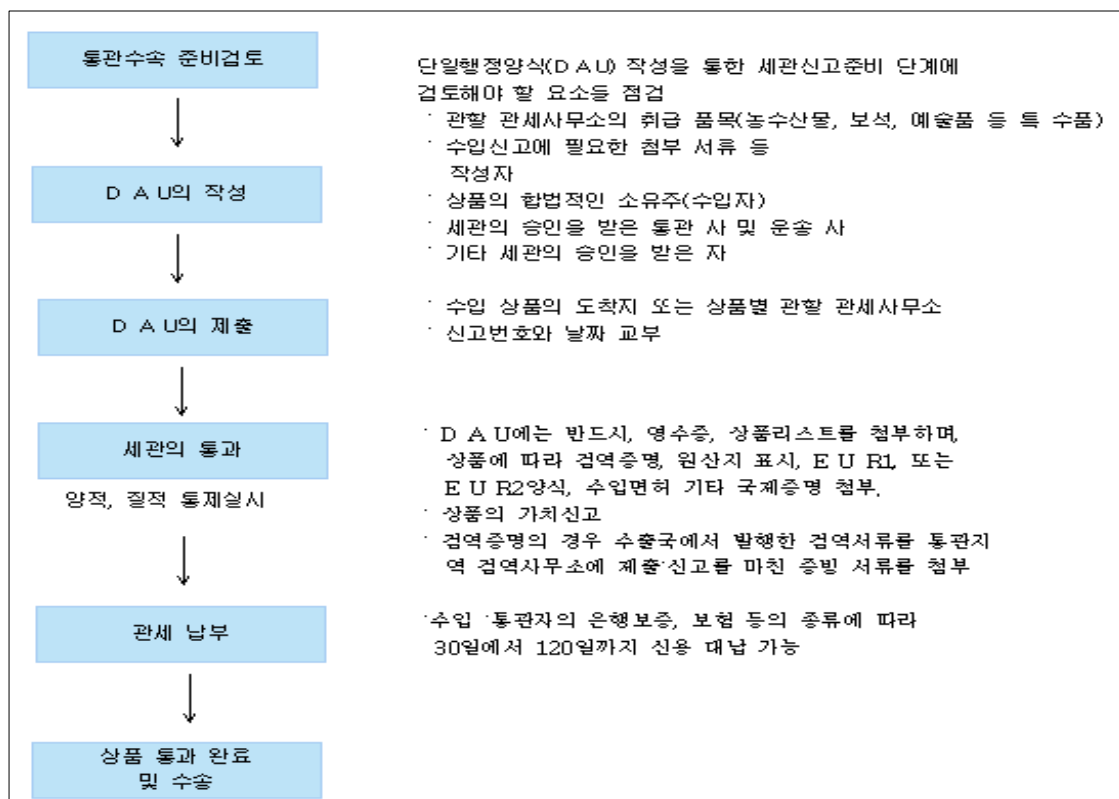 통관수속 준비검토
단일행정양식(D A U) 작성을 통한 세관신고준비 단계에
검토해야 할 요소들 점검
· 관할 관세사무소의 취급 품목(농수산물, 보석, 예술품 등 특 수품)
· 수입신고에 필요한 첨부 서류 등
작성자
D A U의 작성
· 상품의 합법적인 소유주(수입자)
· 세관의 승인을 받은 통관 사 및 운송 사
· 기타 세관의 승인을 받은 자
D A U의 제출
· 수입 상품의 도착지 또는 상품별 관할 관세사무소
· 신고번호와 날짜 교부
세관의 통과
양적, 질적 통제실시
· D A U에는 반드시, 영수증, 상품리스트를 첨부하며,
상품에 따라 검역증명, 원산지 표시, E U R1, 또는
E U R2양식, 수입면허 기타 국제증명 첨부.
· 상품의 가치신고
· 검역증명의 경우 수출국에서 발행한 검역서류를 통관지
역 검역사무소에 제출·신고를 마친 증빙 서류를 첨부
관세 납부
·수입 ·통관자의 은행보증, 보험 등의 종류에 따라
30일에서 120일까지 신용 대납 가능
상품 통과 완료
및 수송